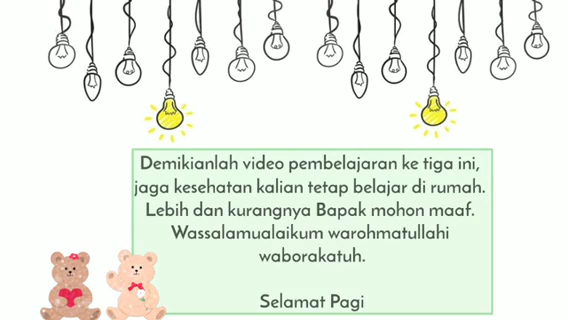 Demikianlah video pembelajaran ke tiga ini,
jaga kesehatan kalian tetap belajar di rumah.
Lebih dan kurangnya Bapak mohon maaf.
Wassalamualaikum warohmatullahi
waborakatuh.
Selamat Pagi